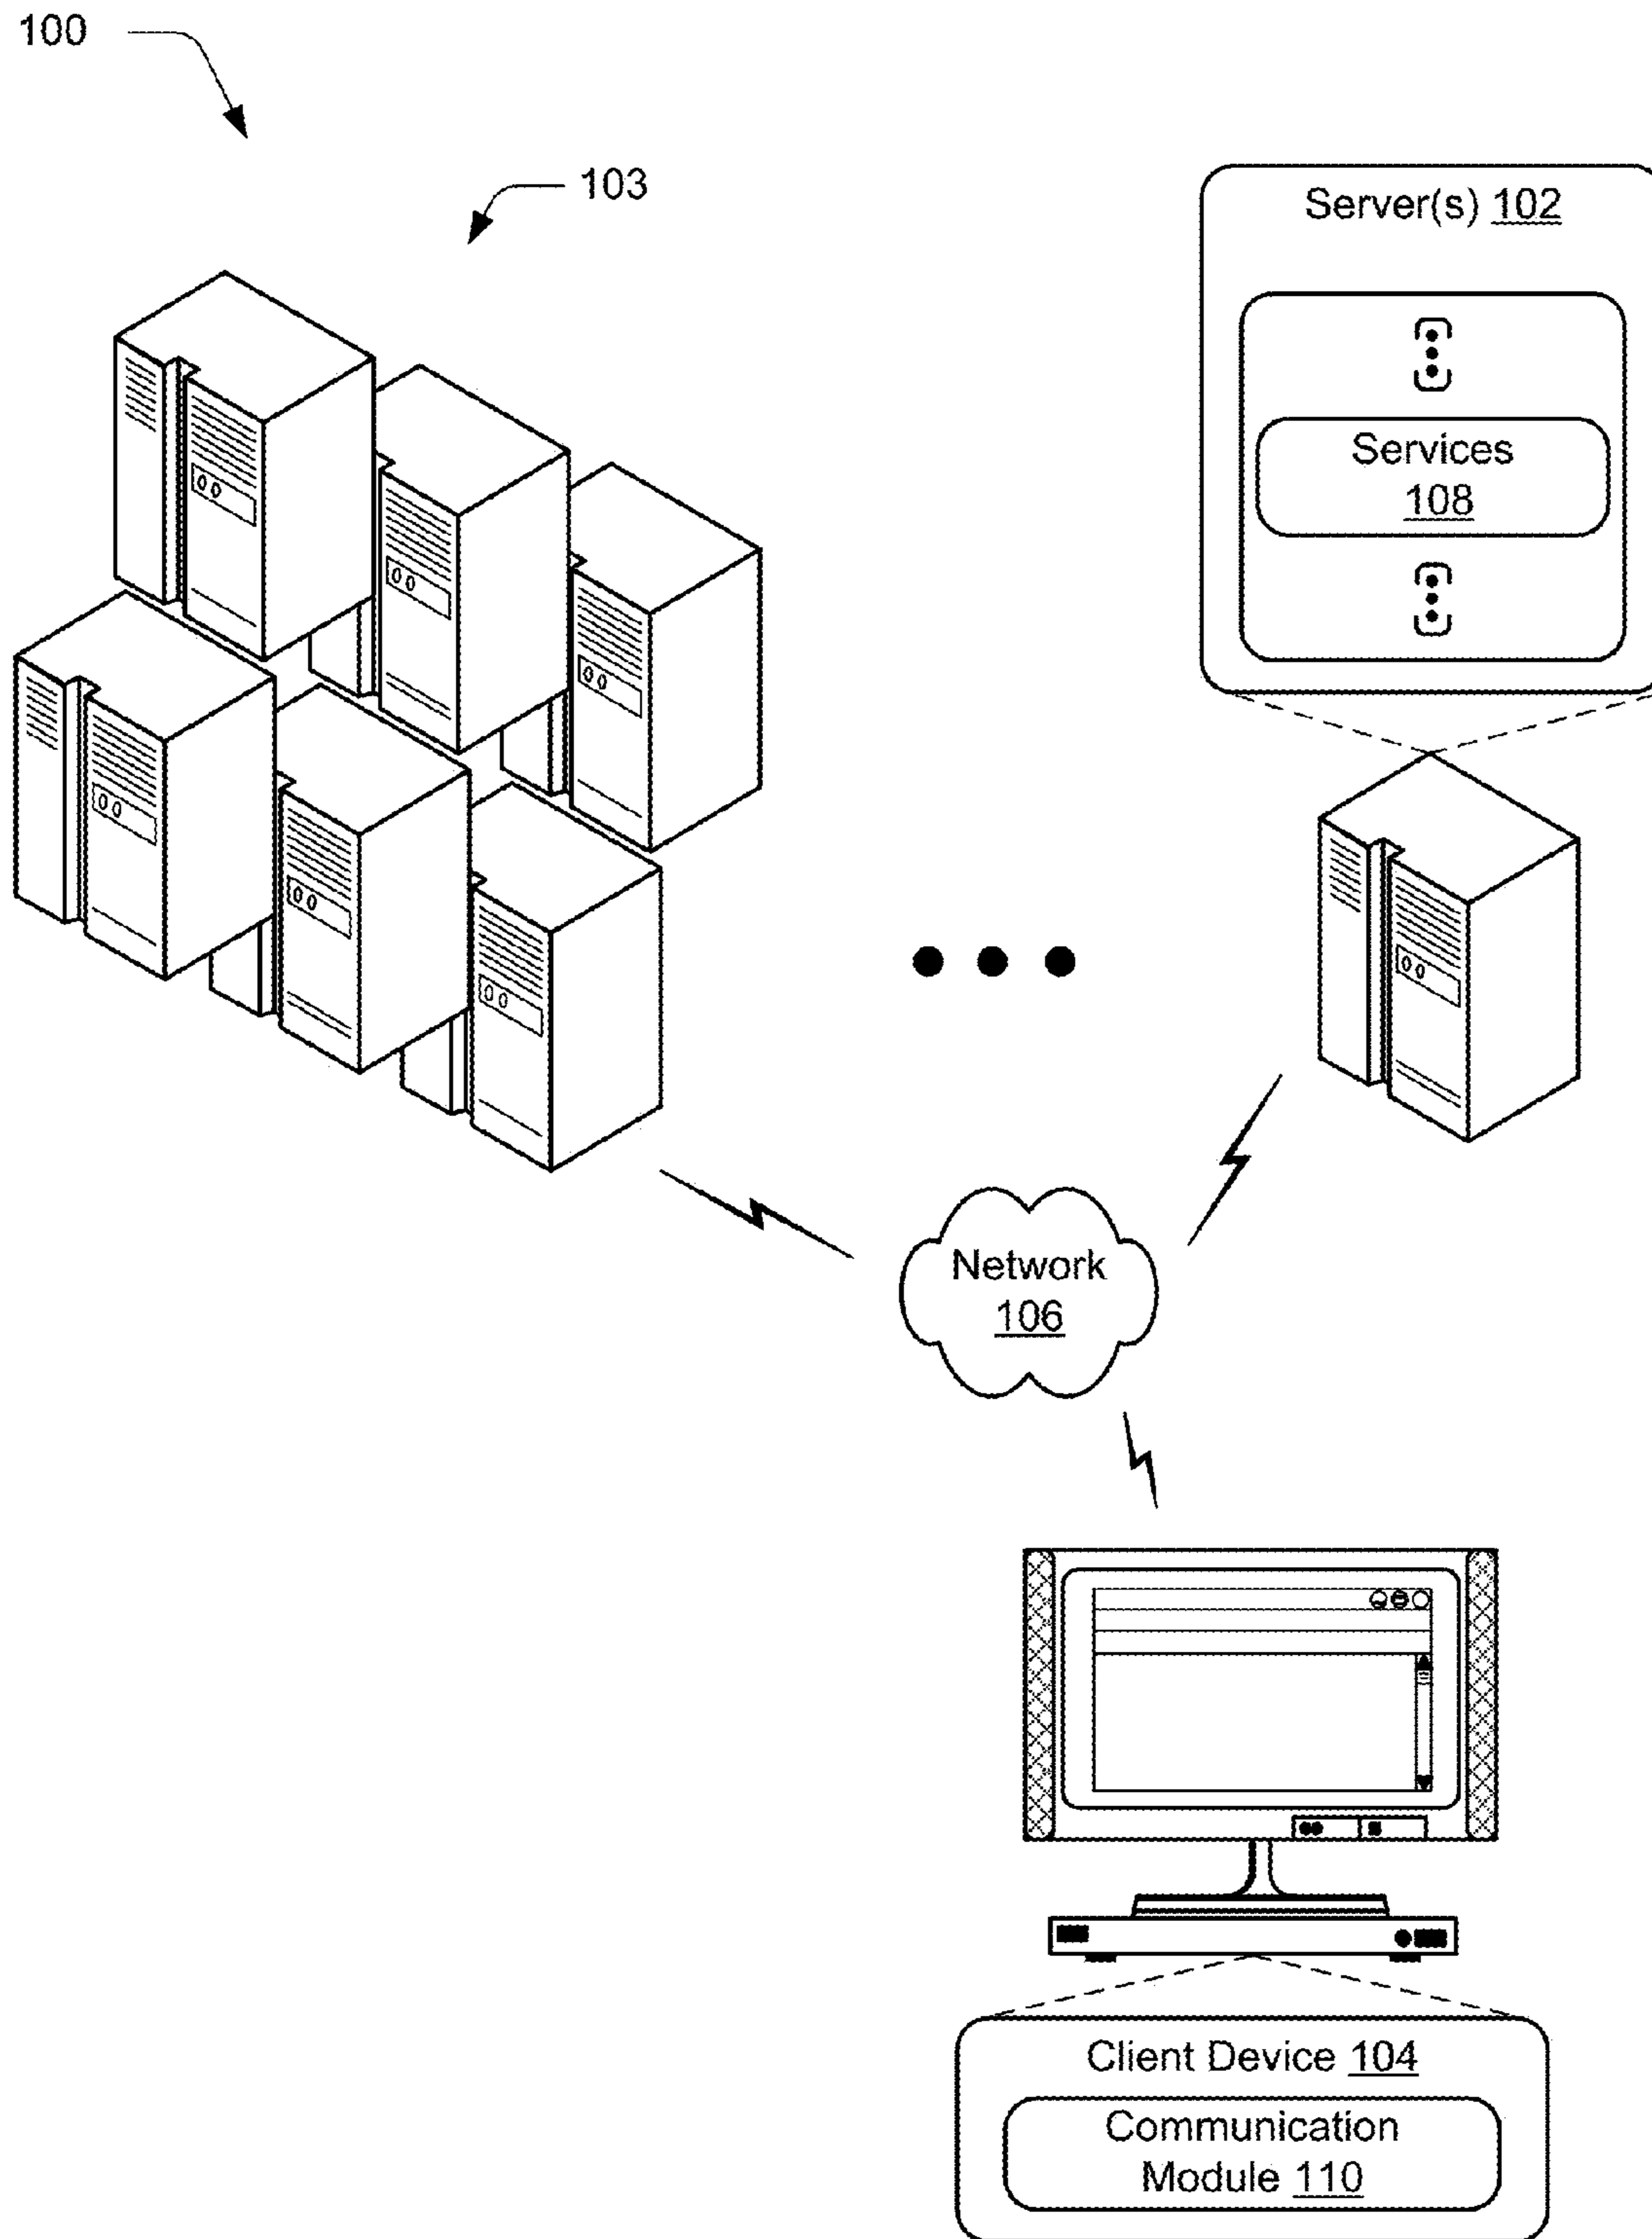 100
103
Server(s) 102
Services
108
Network
106
Client Device 104
Communication
Module 110